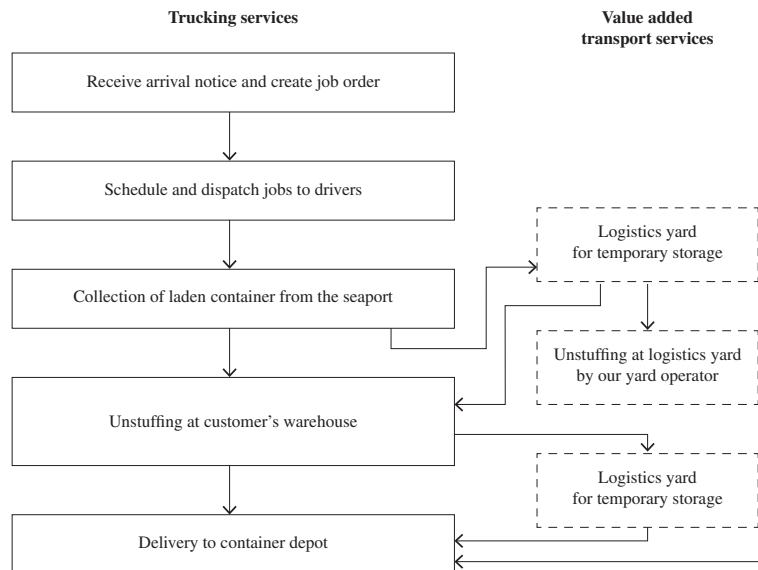 Trucking services
Value added
transport services
Receive arrival notice and create job order
Schedule and dispatch jobs to drivers
Logistics yard
for temporary storage
Collection of laden container from the seaport
Unstuffing at logistics yard
by our yard operator
Unstuffing at customer’s warehouse
Logistics yard
for temporary storage
Delivery to container depot